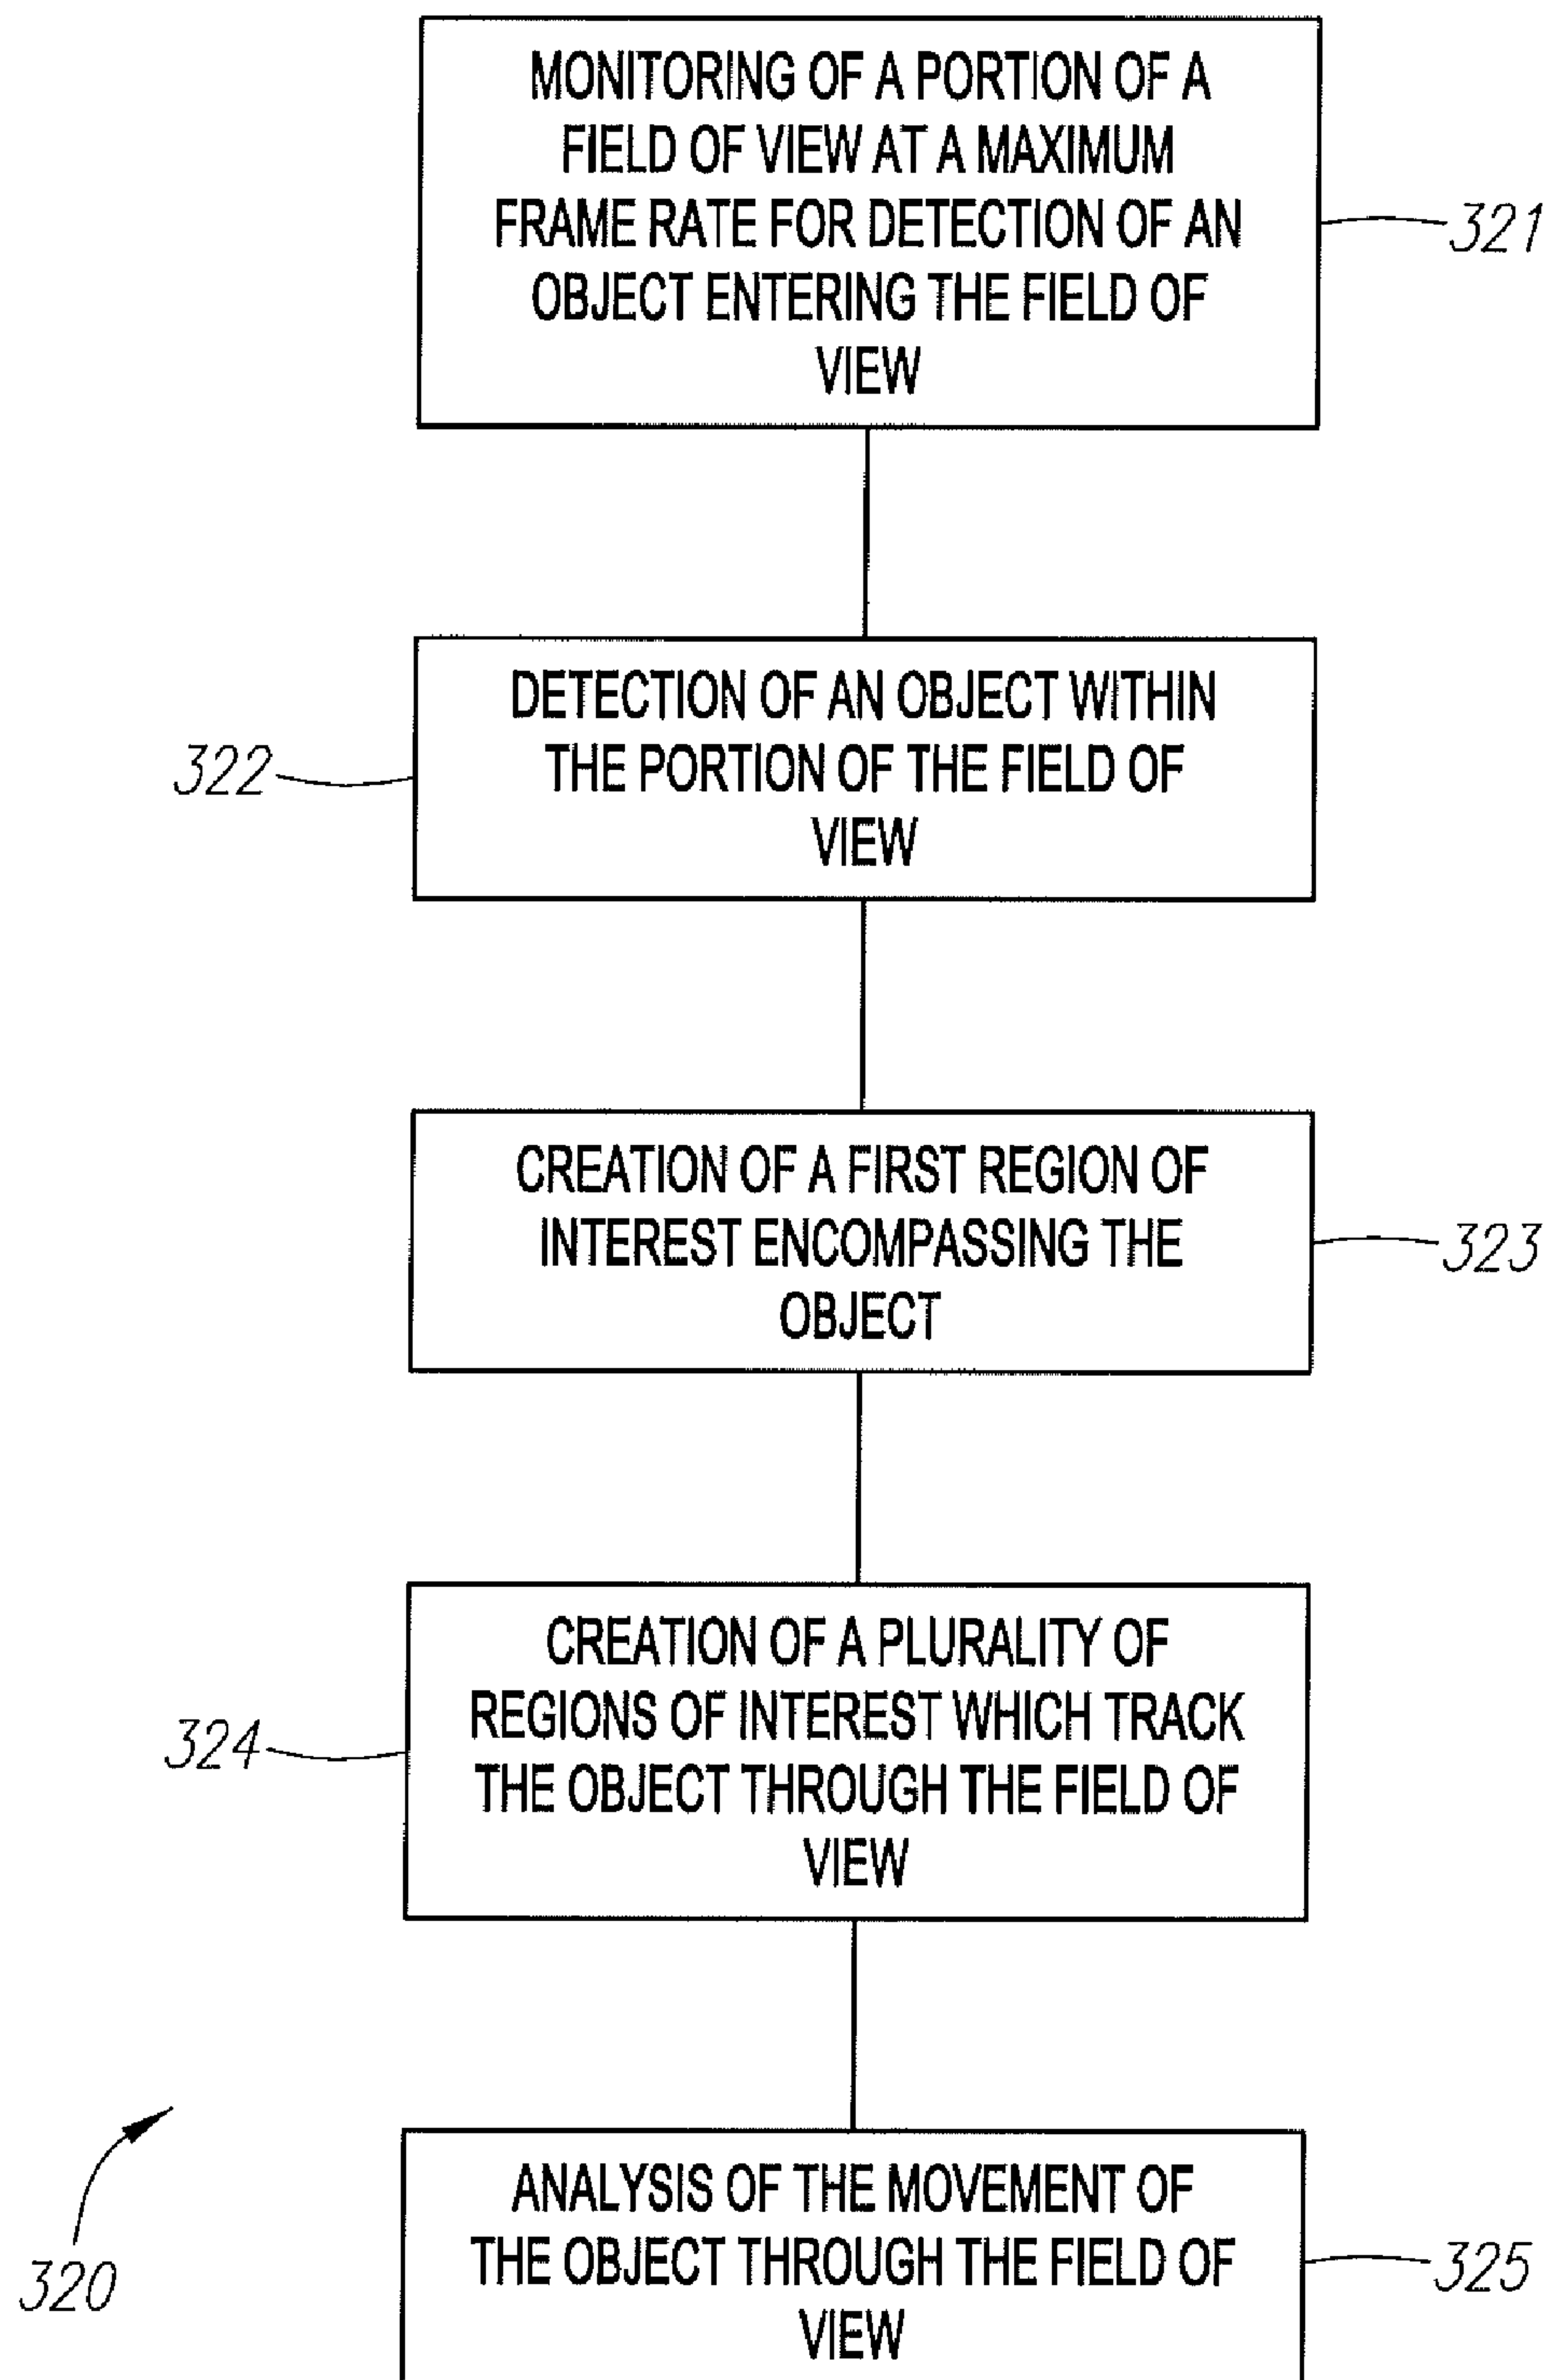 MONITORING OF A PORTION OF A
FIELD OF VIEW AT A MAXIMUM
FRAME RATE FOR DETECTION OF AN
OBJECT ENTERING THE FIELD OF
VIEW
321
DETECTION OF AN OBJECT WITHIN
THE PORTION OF THE FIELD OF
VIEW
322
CREATION OF A FIRST REGION OF
INTEREST ENCOMPASSING THE
OBJECT
323
CREATION OF A PLURALITY OF
REGIONS OF INTEREST WHICH TRACK
THE OBJECT THROUGH THE FIELD OF
VIEW
324
ANALYSIS OF THE MOVEMENT OF
THE OBJECT THROUGH THE FIELD OF
VIEW
325
320